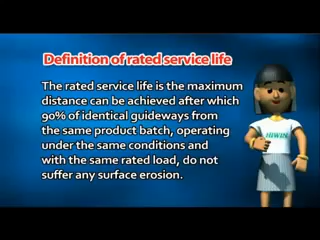 Definition of rated service life
The rated service life is the maximum
distance can be achieved after which
90% of identical guideways from
the same product batch, operating
under the same conditions and
with the same rated load, do not
suffer any surface erosion.
HIWIN